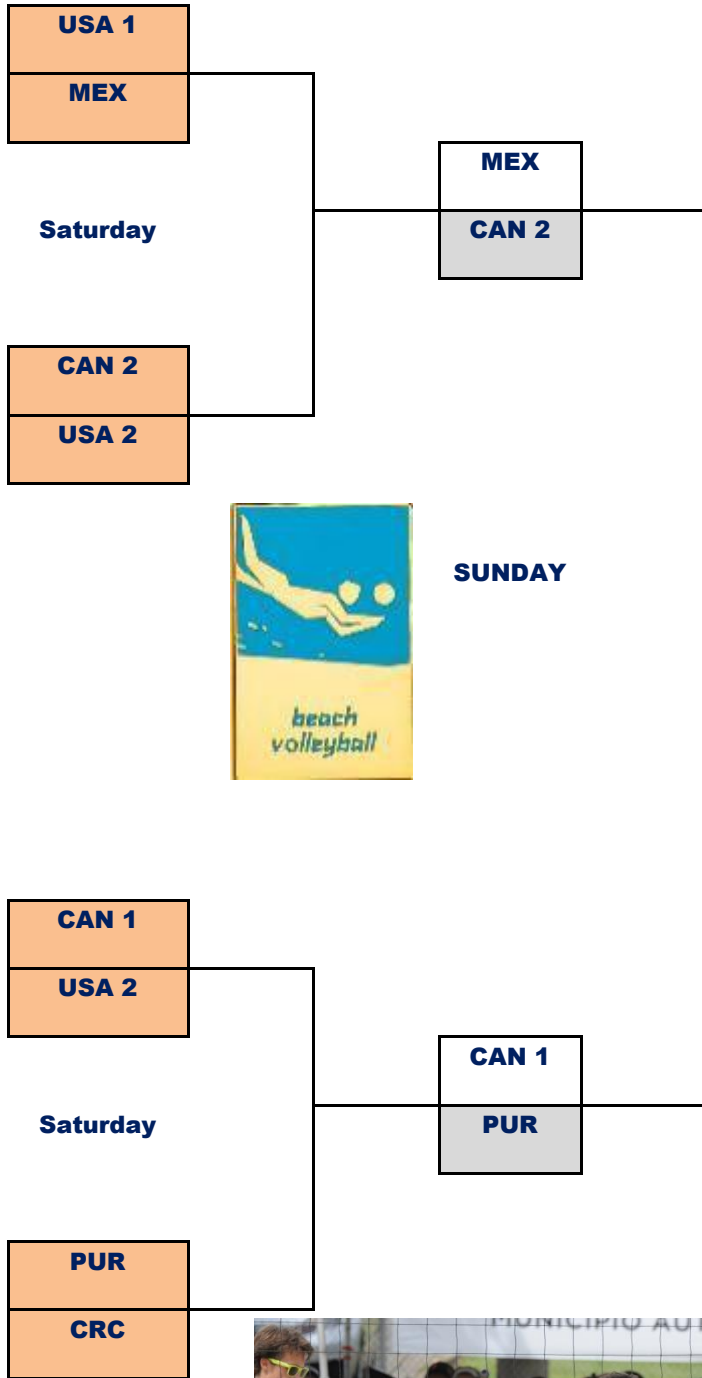 USA 1
MEX
MEX
Saturday
CAN 2
CAN 2
USA 2
SUNDAY
beach
volleyball
CAN 1
USA 2
CAN 1
Saturday
PUR
PUR
CRC
MUNICIPIO